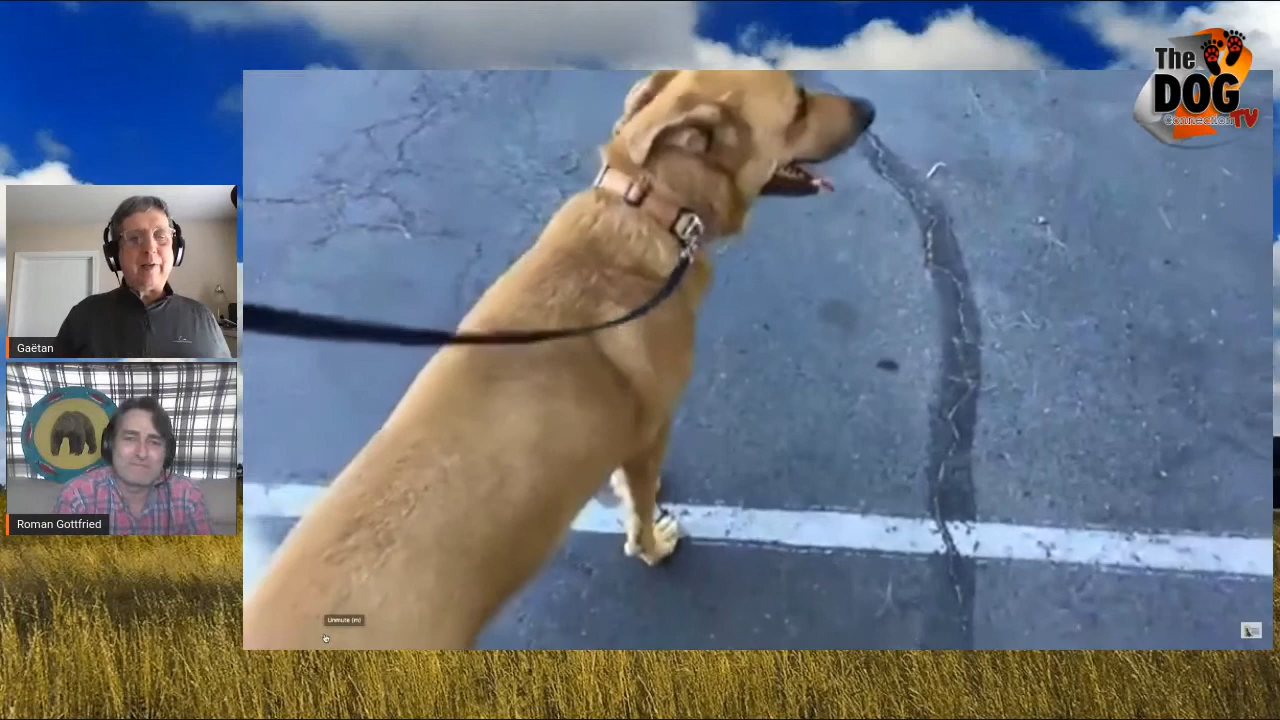 The
DOG
Connection TV
Gaëtan
Roman Gottfried
Unmute (m)